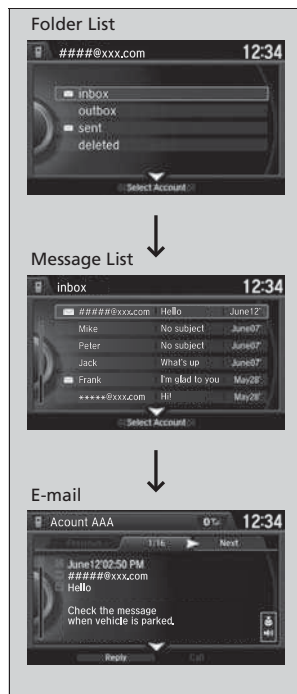 Folder List
####@xxx.com 12:34
inbox
outbox
sent
deleted
Select Account
Message List
inbox 12:34
#####@xxx.com Hello June12'
Mike No subject June07'
Peter No subject June07'
Jack What's up June07'
Frank I'm glad to you May28'
*****@xxx.com Hi! May28'
Select Account
E-mail
Acount AAA 12:34
Previous 1/16 Next
June12'02:50 PM
#####@xxx.com
Hello
Check the message
when vehicle is parked.
Reply Call